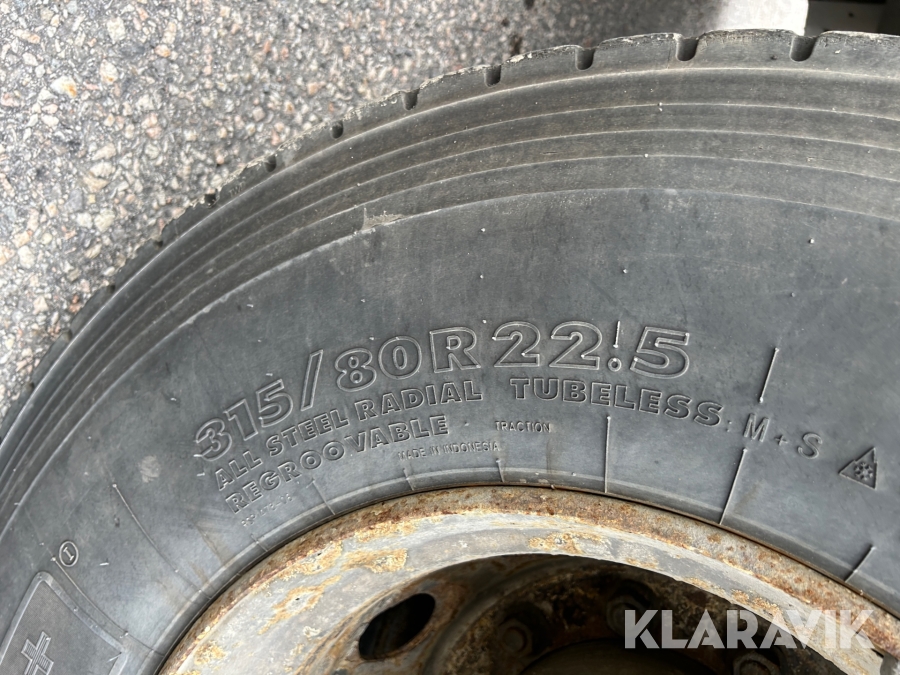 KLARAVIK
315/80R22.5
ALL STEEL RADIAL TUBELESS M+S
REGROOVABLE TRACTION
MADE IN INDONESIA
I